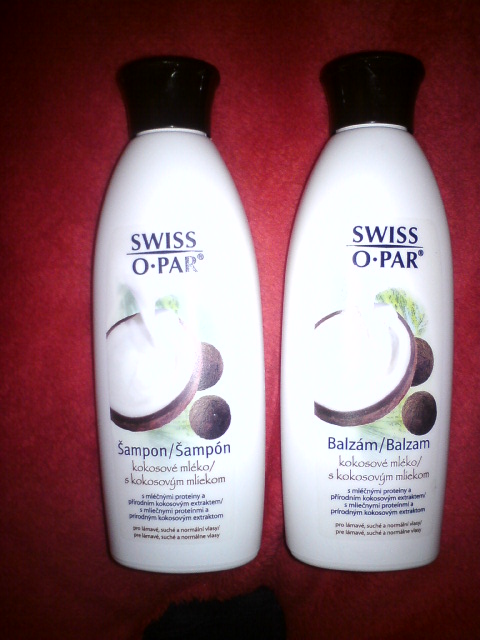 SWISS
O·PAR®
Šampon/Šampón
kokosové mléko/
s kokosovým mliekom
s mléčnými proteiny a
přírodním kokosovým extraktem/
s mliečnymi proteinmi a
prírodným kokosovým extraktom
pro lámavé, suché a normální vlasy/
pre lámavé, suché a normálne vlasy
SWISS
O·PAR®
Balzám/Balzam
kokosové mléko/
s kokosovým mliekom
s mléčnými proteiny a
přírodním kokosovým extraktem/
s mliečnymi proteinmi a
prírodným kokosovým extraktom
pro lámavé, suché a normální vlasy/
pre lámavé, suché a normálne vlasy